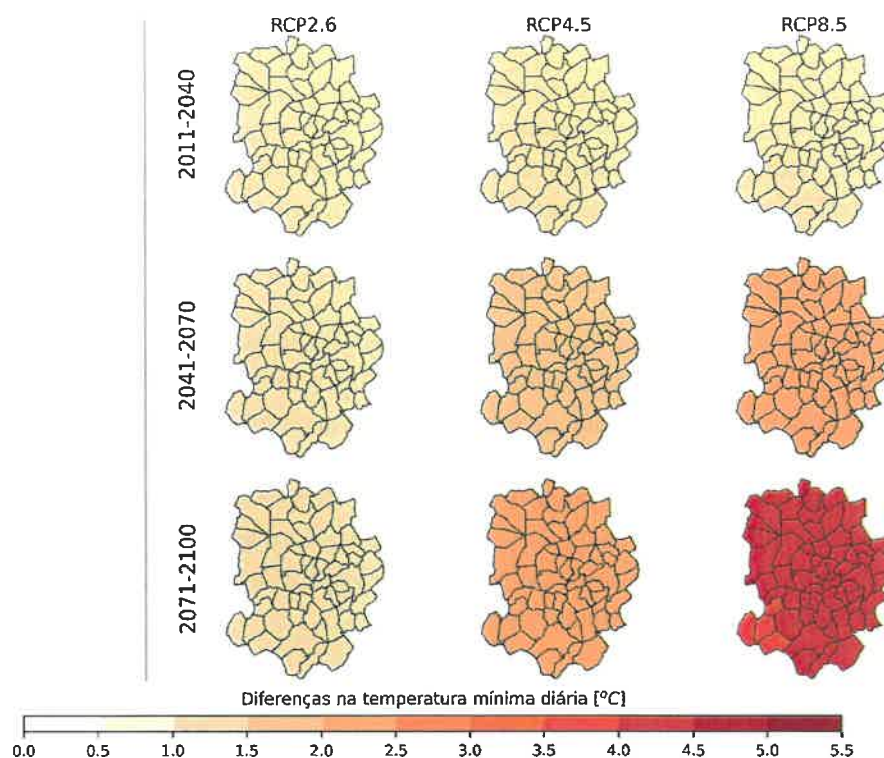 RCP2.6 RCP4.5 RCP8.5
2011-2040
2041-2070
2071-2100
Diferenças na temperatura mínima diária [°C]
0.0 0.5 1.0 1.5 2.0 2.5 3.0 3.5 4.0 4.5 5.0 5.5